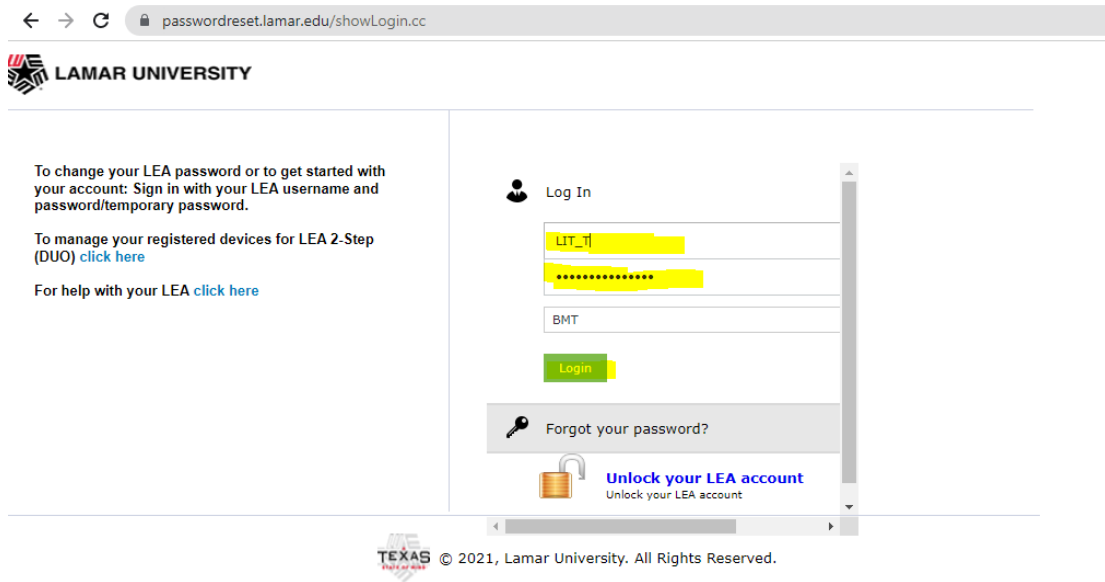 passwordreset.lamar.edu/showLogin.cc
LAMAR UNIVERSITY
To change your LEA password or to get started with
your account: Sign in with your LEA username and
password/temporary password.
To manage your registered devices for LEA 2-Step
(DUO) click here
For help with your LEA click here
Log In
LIT_T
•••••••••••••••
BMT
Login
Forgot your password?
Unlock your LEA account
Unlock your LEA account
TEXAS
© 2021, Lamar University. All Rights Reserved.